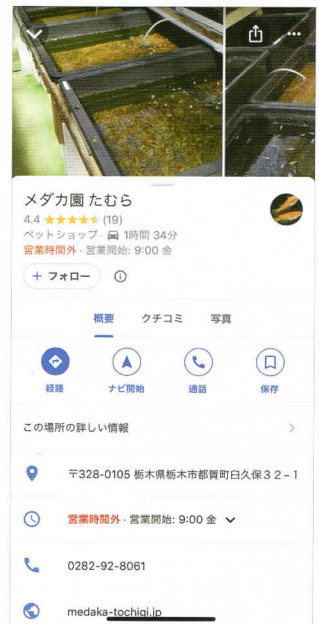 メダカ園 たむら
4.4 ★★★★★ (19)
ペットショップ · 1時間 34分
営業時間外 · 営業開始: 9:00 金
+ フォロー
概要 クチコミ 写真
経路 ナビ開始 通話 保存
この場所の詳しい情報
〒328-0105 栃木県栃木市都賀町臼久保32-1
営業時間外 · 営業開始: 9:00 金
0282-92-8061
medaka-tochigi.jp